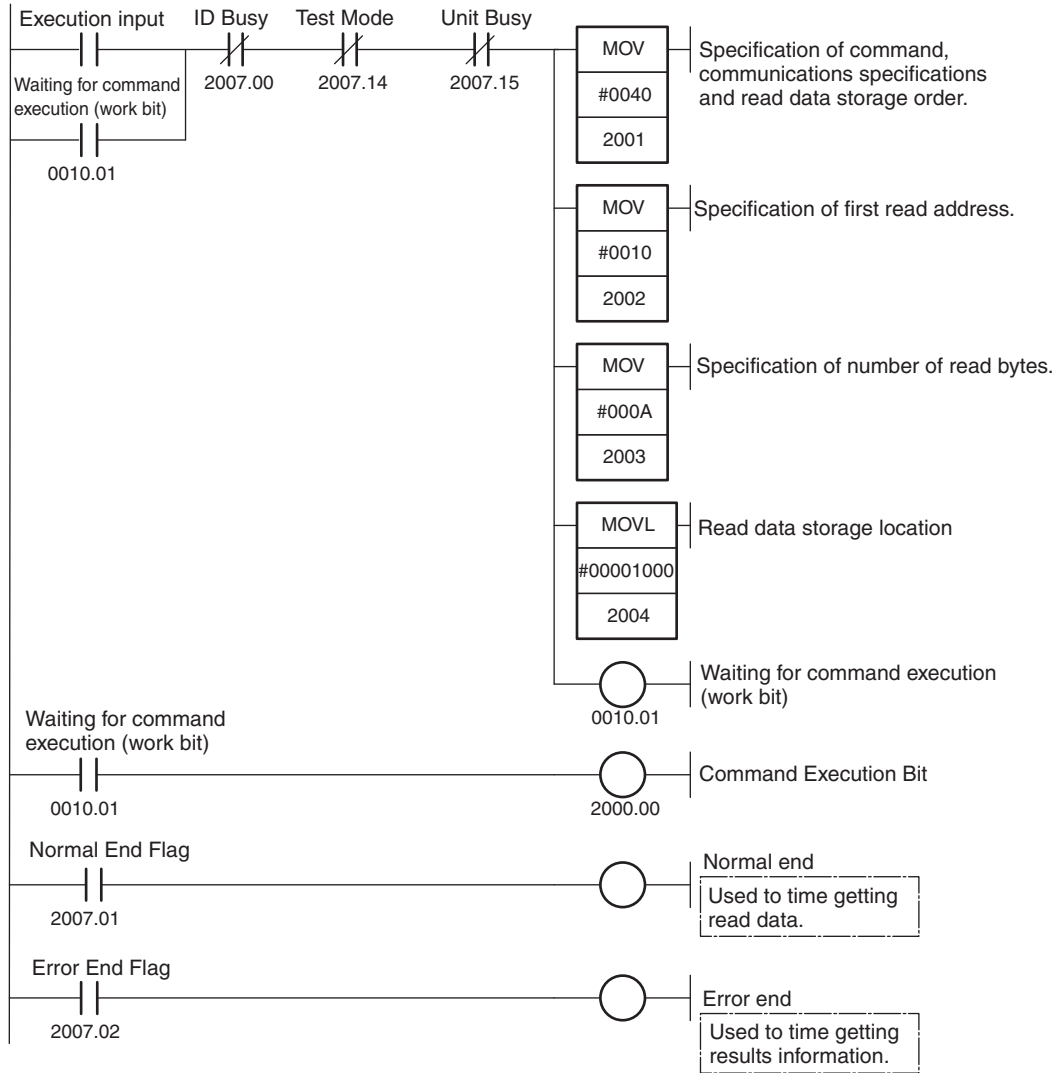 Execution input
ID Busy
Test Mode
Unit Busy
2007.00
2007.14
2007.15
Waiting for command
execution (work bit)
0010.01
MOV
#0040
2001
Specification of command,
communications specifications
and read data storage order.
MOV
#0010
2002
Specification of first read address.
MOV
#000A
2003
Specification of number of read bytes.
MOVL
#00001000
2004
Read data storage location
0010.01
Waiting for command execution
(work bit)
Waiting for command
execution (work bit)
0010.01
2000.00
Command Execution Bit
Normal End Flag
2007.01
Normal end
Used to time getting
read data.
Error End Flag
2007.02
Error end
Used to time getting
results information.